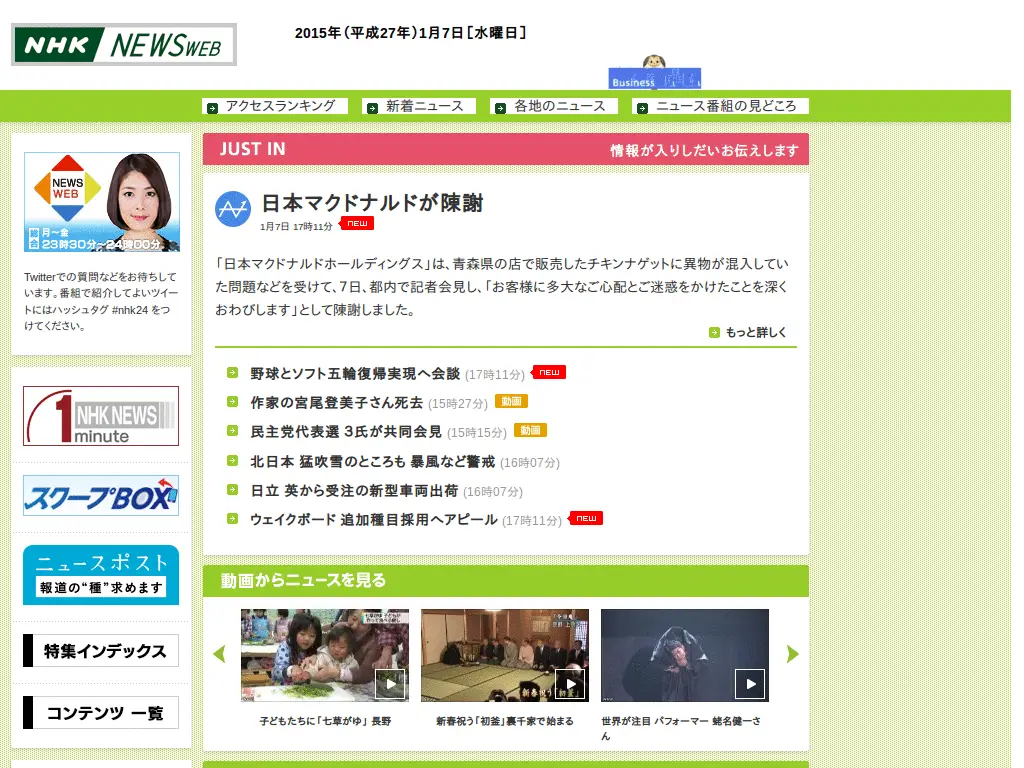 NHK NEWS WEB
2015年（平成27年）1月7日［水曜日］
Business
アクセスランキング
新着ニュース
各地のニュース
ニュース番組の見どころ
NEWS
WEB
月～金
23時30分～24時00分
Twitterでの質問などをお待ちして
います。番組で紹介してよいツイー
トにはハッシュタグ #nhk24 をつ
けてください。
1 NHK NEWS
minute
スクープBOX
ニュースポスト
報道の“種”求めます
特集インデックス
コンテンツ 一覧
JUST IN
情報が入りしだいお伝えします
日本マクドナルドが陳謝
1月7日 17時11分 NEW
「日本マクドナルドホールディングス」は、青森県の店で販売したチキンナゲットに異物が混入してい
た問題などを受けて、7日、都内で記者会見し、「お客様に多大なご心配とご迷惑をかけたことを深く
おわびします」として陳謝しました。
もっと詳しく
野球とソフト五輪復帰実現へ会談 (17時11分) NEW
作家の宮尾登美子さん死去 (15時27分) 動画
民主党代表選 3氏が共同会見 (15時15分) 動画
北日本 猛吹雪のところも 暴風など警戒 (16時07分)
日立 英から受注の新型車両出荷 (16時07分)
ウェイクボード 追加種目採用へアピール (17時11分) NEW
動画からニュースを見る
新春祝う「初釜」
子どもたちに「七草がゆ」 長野
新春祝う「初釜」裏千家で始まる
世界が注目 パフォーマー 蛯名健一さ
ん